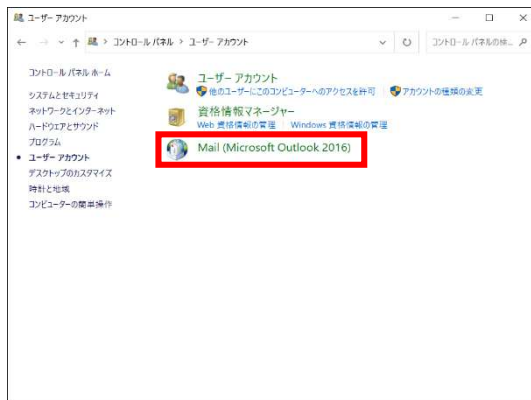 ユーザー アカウント
コントロール パネル > ユーザー アカウント
コントロール パネルの検...
コントロール パネル ホーム
システムとセキュリティ
ネットワークとインターネット
ハードウェアとサウンド
プログラム
ユーザー アカウント
デスクトップのカスタマイズ
時計と地域
コンピューターの簡単操作
ユーザー アカウント
他のユーザーにこのコンピューターへのアクセスを許可 アカウントの種類の変更
資格情報マネージャー
Web 資格情報の管理 Windows 資格情報の管理
Mail (Microsoft Outlook 2016)